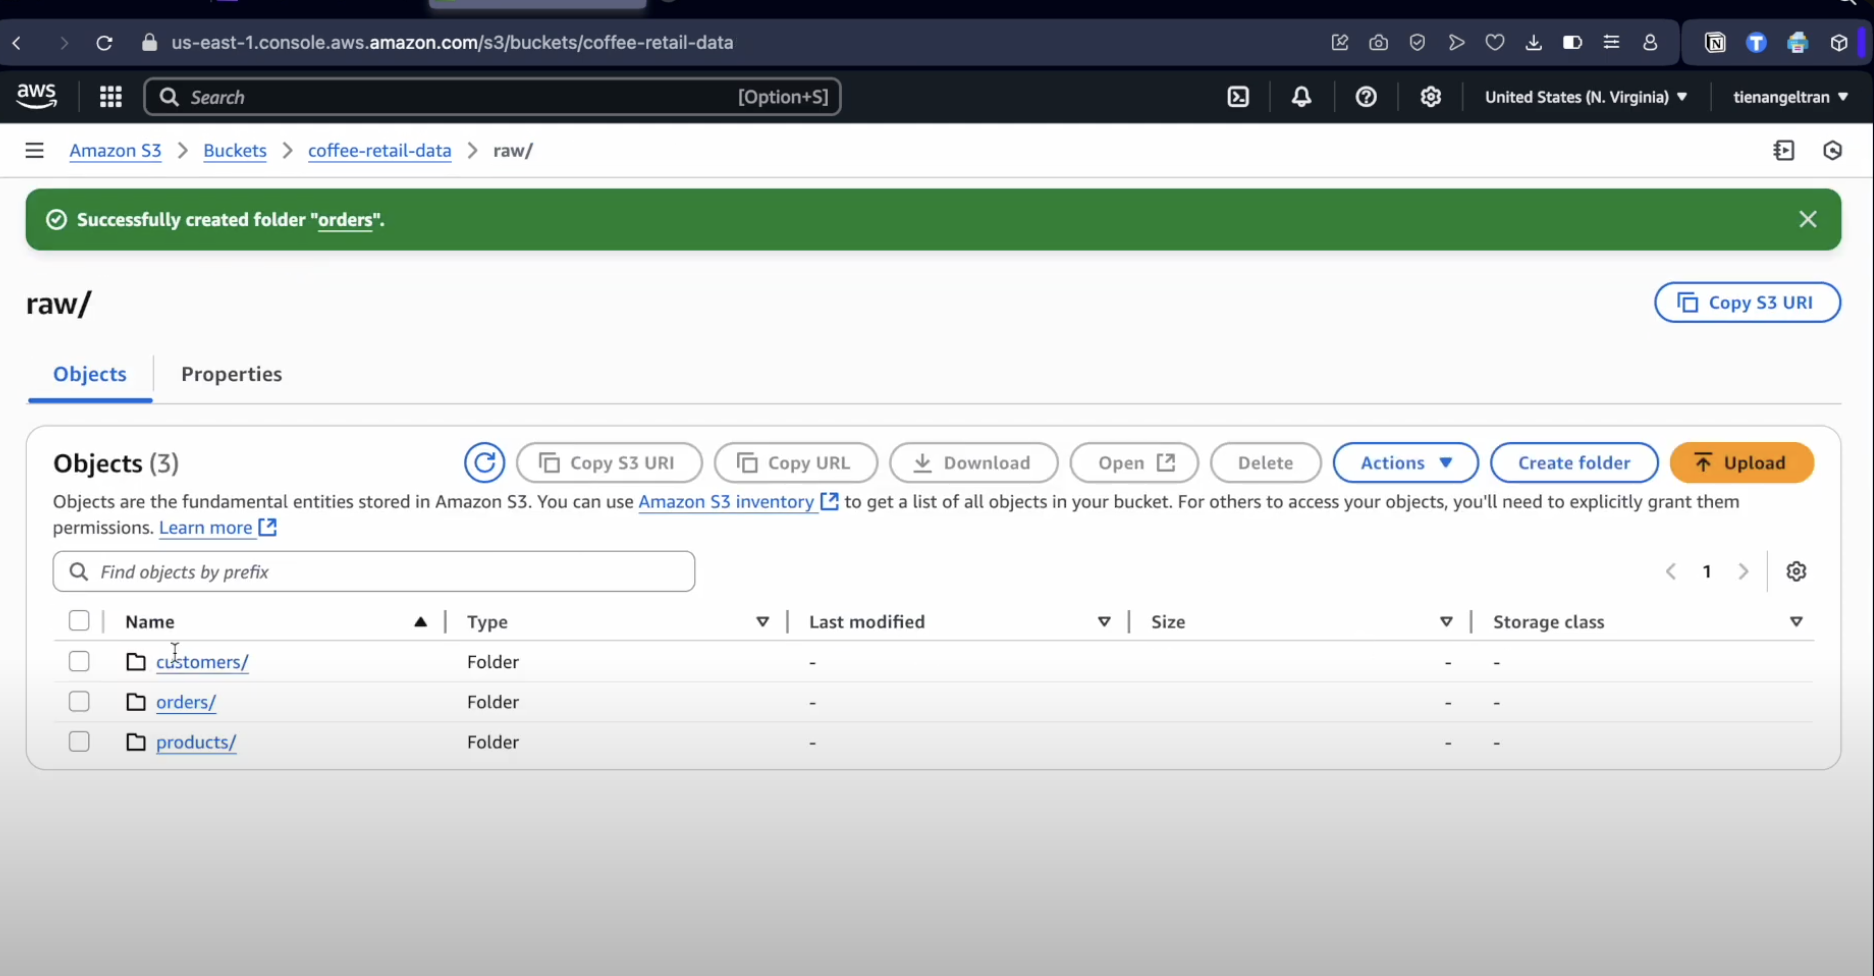 us-east-1.console.aws.amazon.com/s3/buckets/coffee-retail-data
aws
Search [Option+S]
United States (N. Virginia)
tienangeltran
Amazon S3 > Buckets > coffee-retail-data > raw/
Successfully created folder "orders".
raw/
Copy S3 URI
Objects Properties
Objects (3)
Copy S3 URI Copy URL Download Open Delete Actions Create folder Upload
Objects are the fundamental entities stored in Amazon S3. You can use Amazon S3 inventory to get a list of all objects in your bucket. For others to access your objects, you'll need to explicitly grant them
permissions. Learn more
Find objects by prefix
1
Name Type Last modified Size Storage class
customers/ Folder - - -
orders/ Folder - - -
products/ Folder - - -